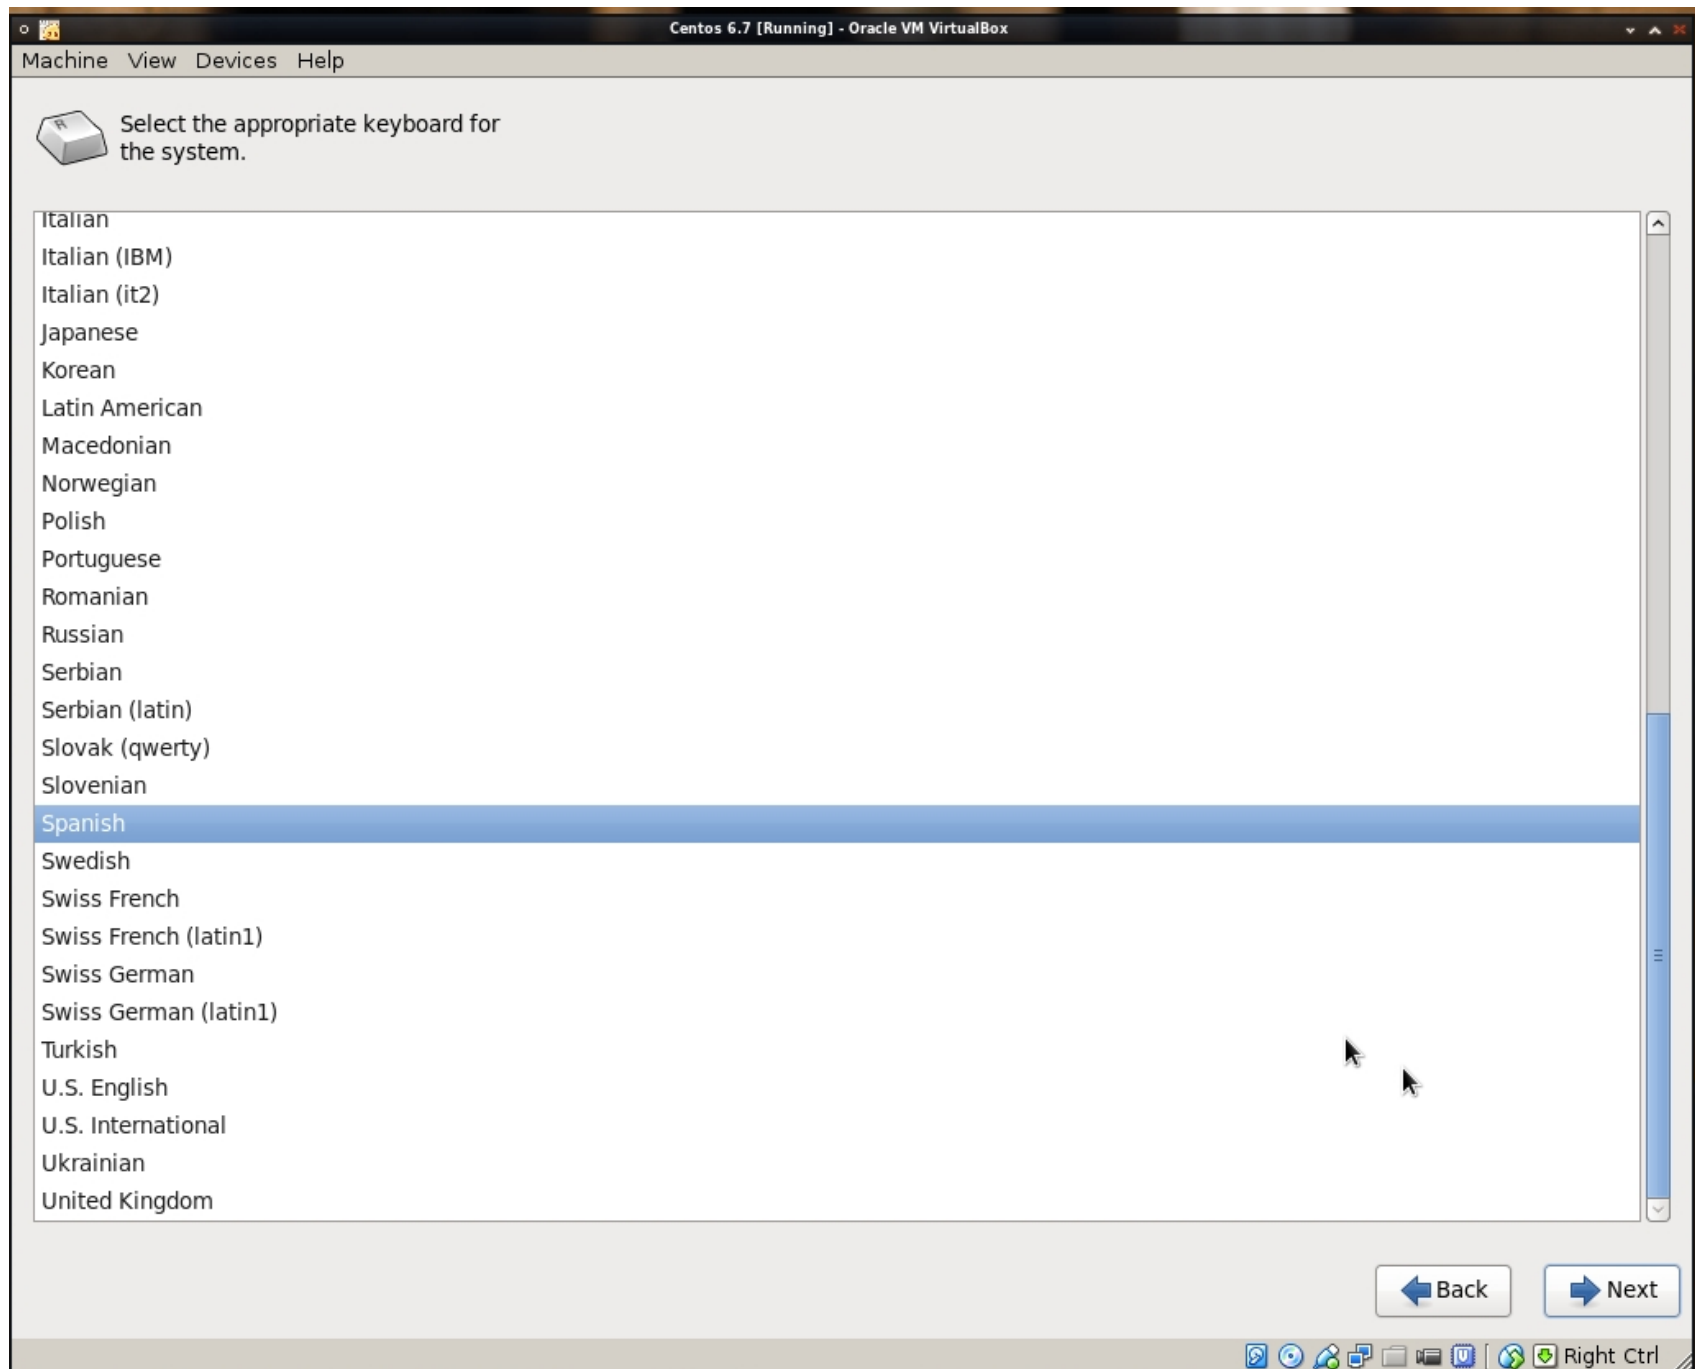 Centos 6.7 [Running] - Oracle VM VirtualBox
Machine View Devices Help
Select the appropriate keyboard for
the system.
Italian
Italian (IBM)
Italian (it2)
Japanese
Korean
Latin American
Macedonian
Norwegian
Polish
Portuguese
Romanian
Russian
Serbian
Serbian (latin)
Slovak (qwerty)
Slovenian
Spanish
Swedish
Swiss French
Swiss French (latin1)
Swiss German
Swiss German (latin1)
Turkish
U.S. English
U.S. International
Ukrainian
United Kingdom
Back Next
Right Ctrl